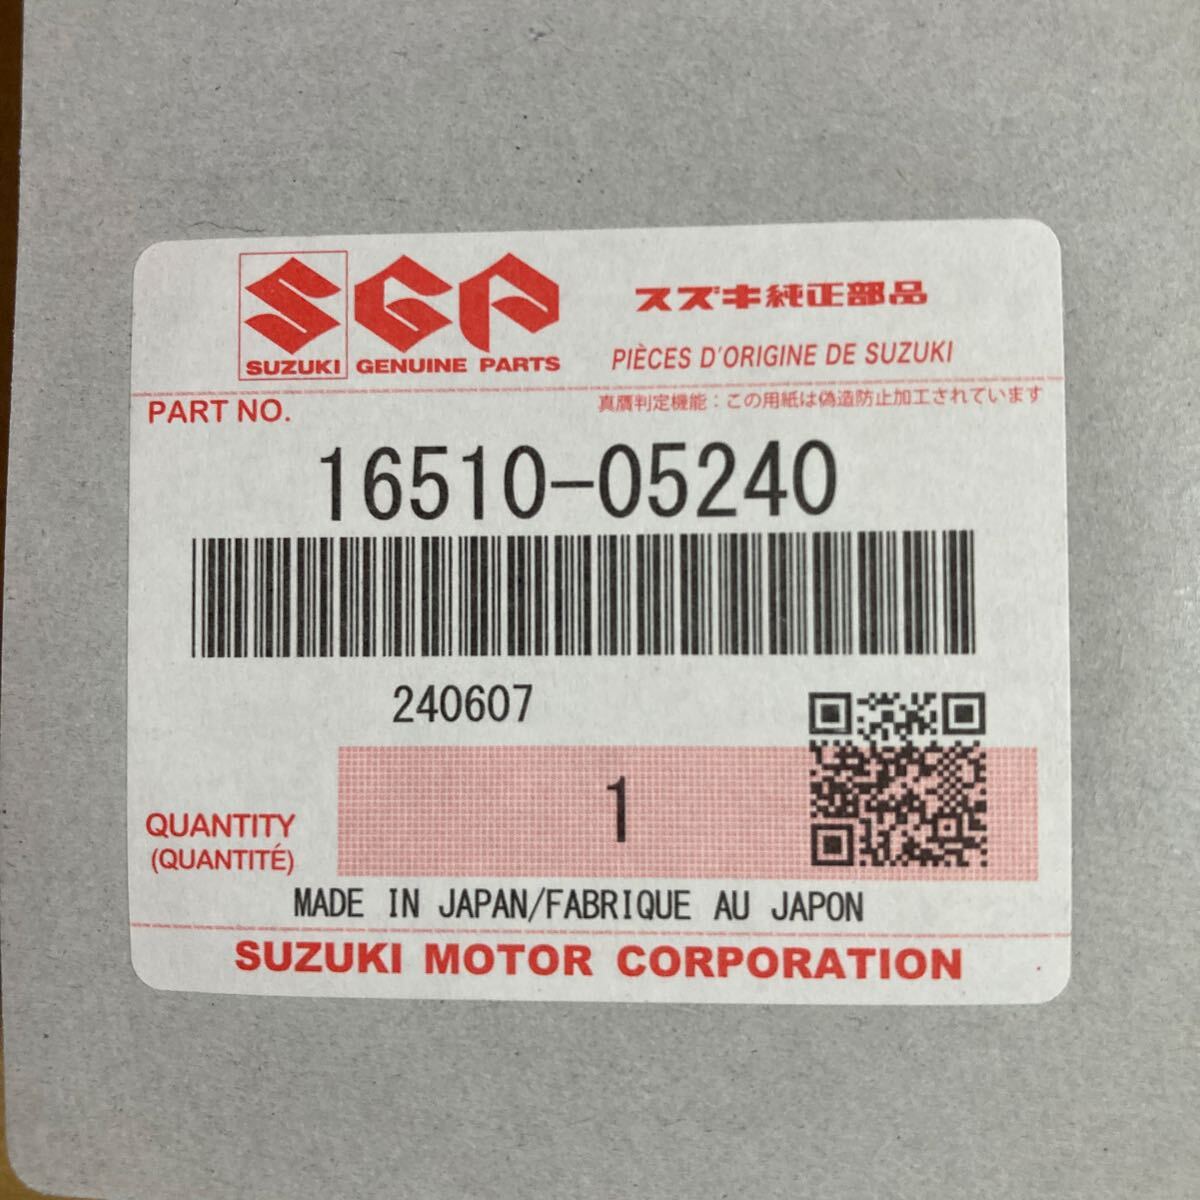 SGP
スズキ純正部品
SUZUKI GENUINE PARTS
PIÈCES D'ORIGINE DE SUZUKI
PART NO.
真贋判定機能：この用紙は偽造防止加工されています
16510-05240
240607
1
QUANTITY
(QUANTITÉ)
MADE IN JAPAN/FABRIQUE AU JAPON
SUZUKI MOTOR CORPORATION